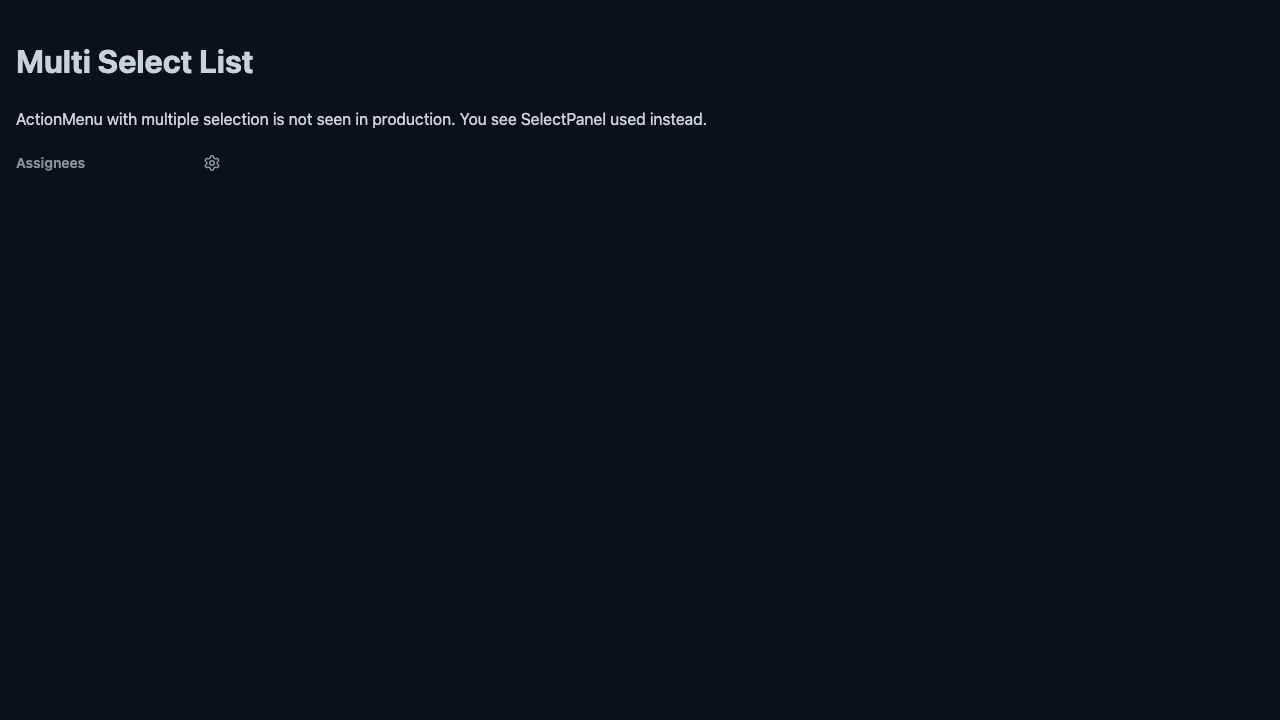 Multi Select List
ActionMenu with multiple selection is not seen in production. You see SelectPanel used instead.
Assignees